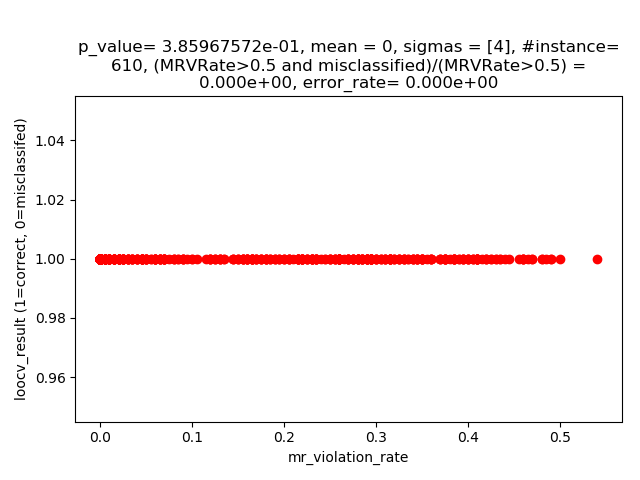 p_value= 3.85967572e-01, mean = 0, sigmas = [4], #instance=
610, (MRVRate>0.5 and misclassified)/(MRVRate>0.5) =
0.000e+00, error_rate= 0.000e+00
loocv_result (1=correct, 0=misclassifed)
1.04
1.02
1.00
0.98
0.96
0.0 0.1 0.2 0.3 0.4 0.5
mr_violation_rate